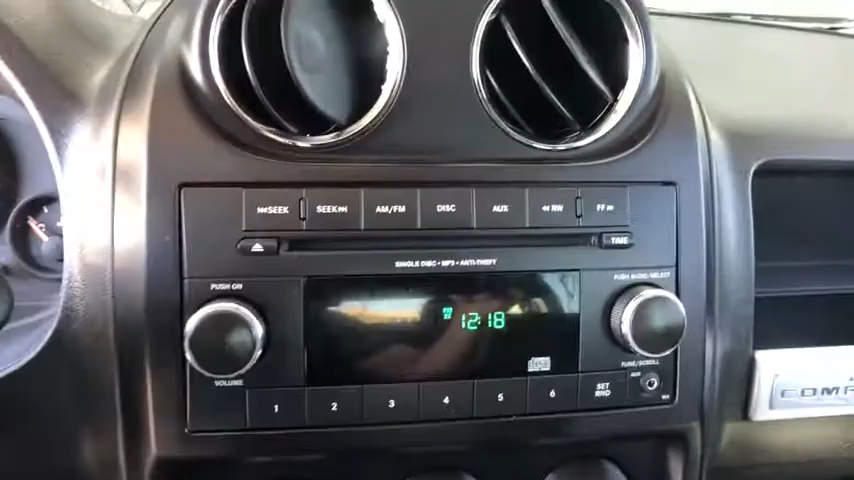 ◀◀SEEK SEEK▶▶ AM/FM DISC AUX ◀◀RW FF▶▶
TIME
SINGLE DISC • MP3 • ANTI-THEFT
PUSH ON
PUSH AUDIO/SELECT
12:18
VOLUME
TUNE/SCROLL
1 2 3 4 5 6 SET RND
AUX
COMPA